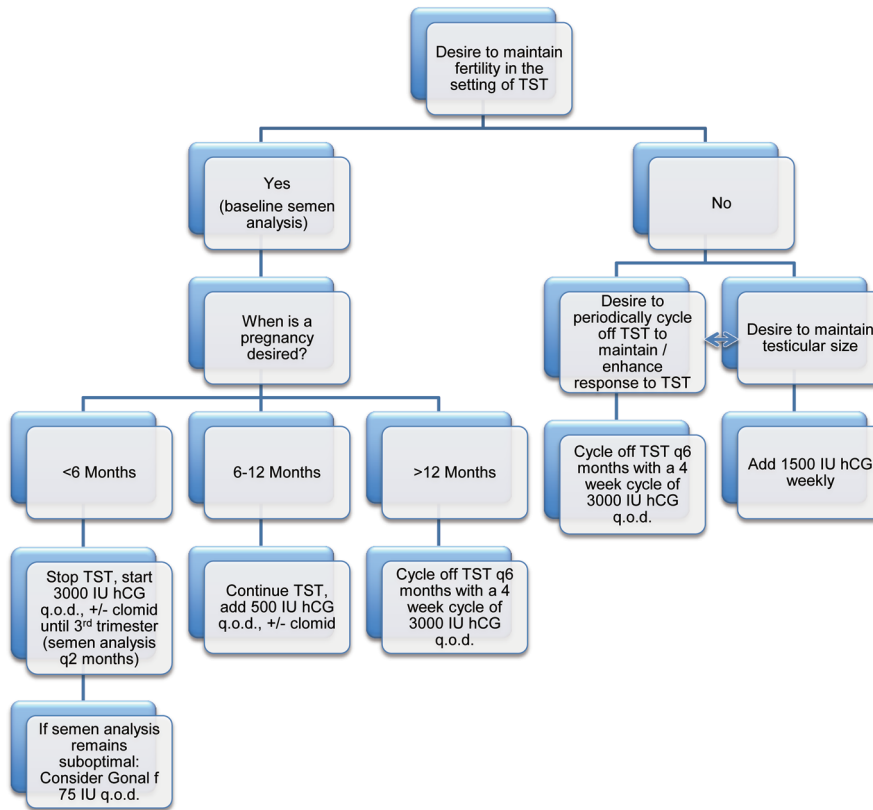 Desire to maintain
fertility in the
setting of TST
Yes
(baseline semen
analysis)
No
When is a
pregnancy
desired?
Desire to
periodically cycle
off TST to
maintain /
enhance
response to TST
Desire to maintain
testicular size
<6 Months
6-12 Months
>12 Months
Cycle off TST q6
months with a 4
week cycle of
3000 IU hCG
q.o.d.
Add 1500 IU hCG
weekly
Stop TST, start
3000 IU hCG
q.o.d., +/- clomid
until 3rd trimester
(semen analysis
q2 months)
Continue TST,
add 500 IU hCG
q.o.d., +/- clomid
Cycle off TST q6
months with a 4
week cycle of
3000 IU hCG
q.o.d.
If semen analysis
remains
suboptimal:
Consider Gonal f
75 IU q.o.d.